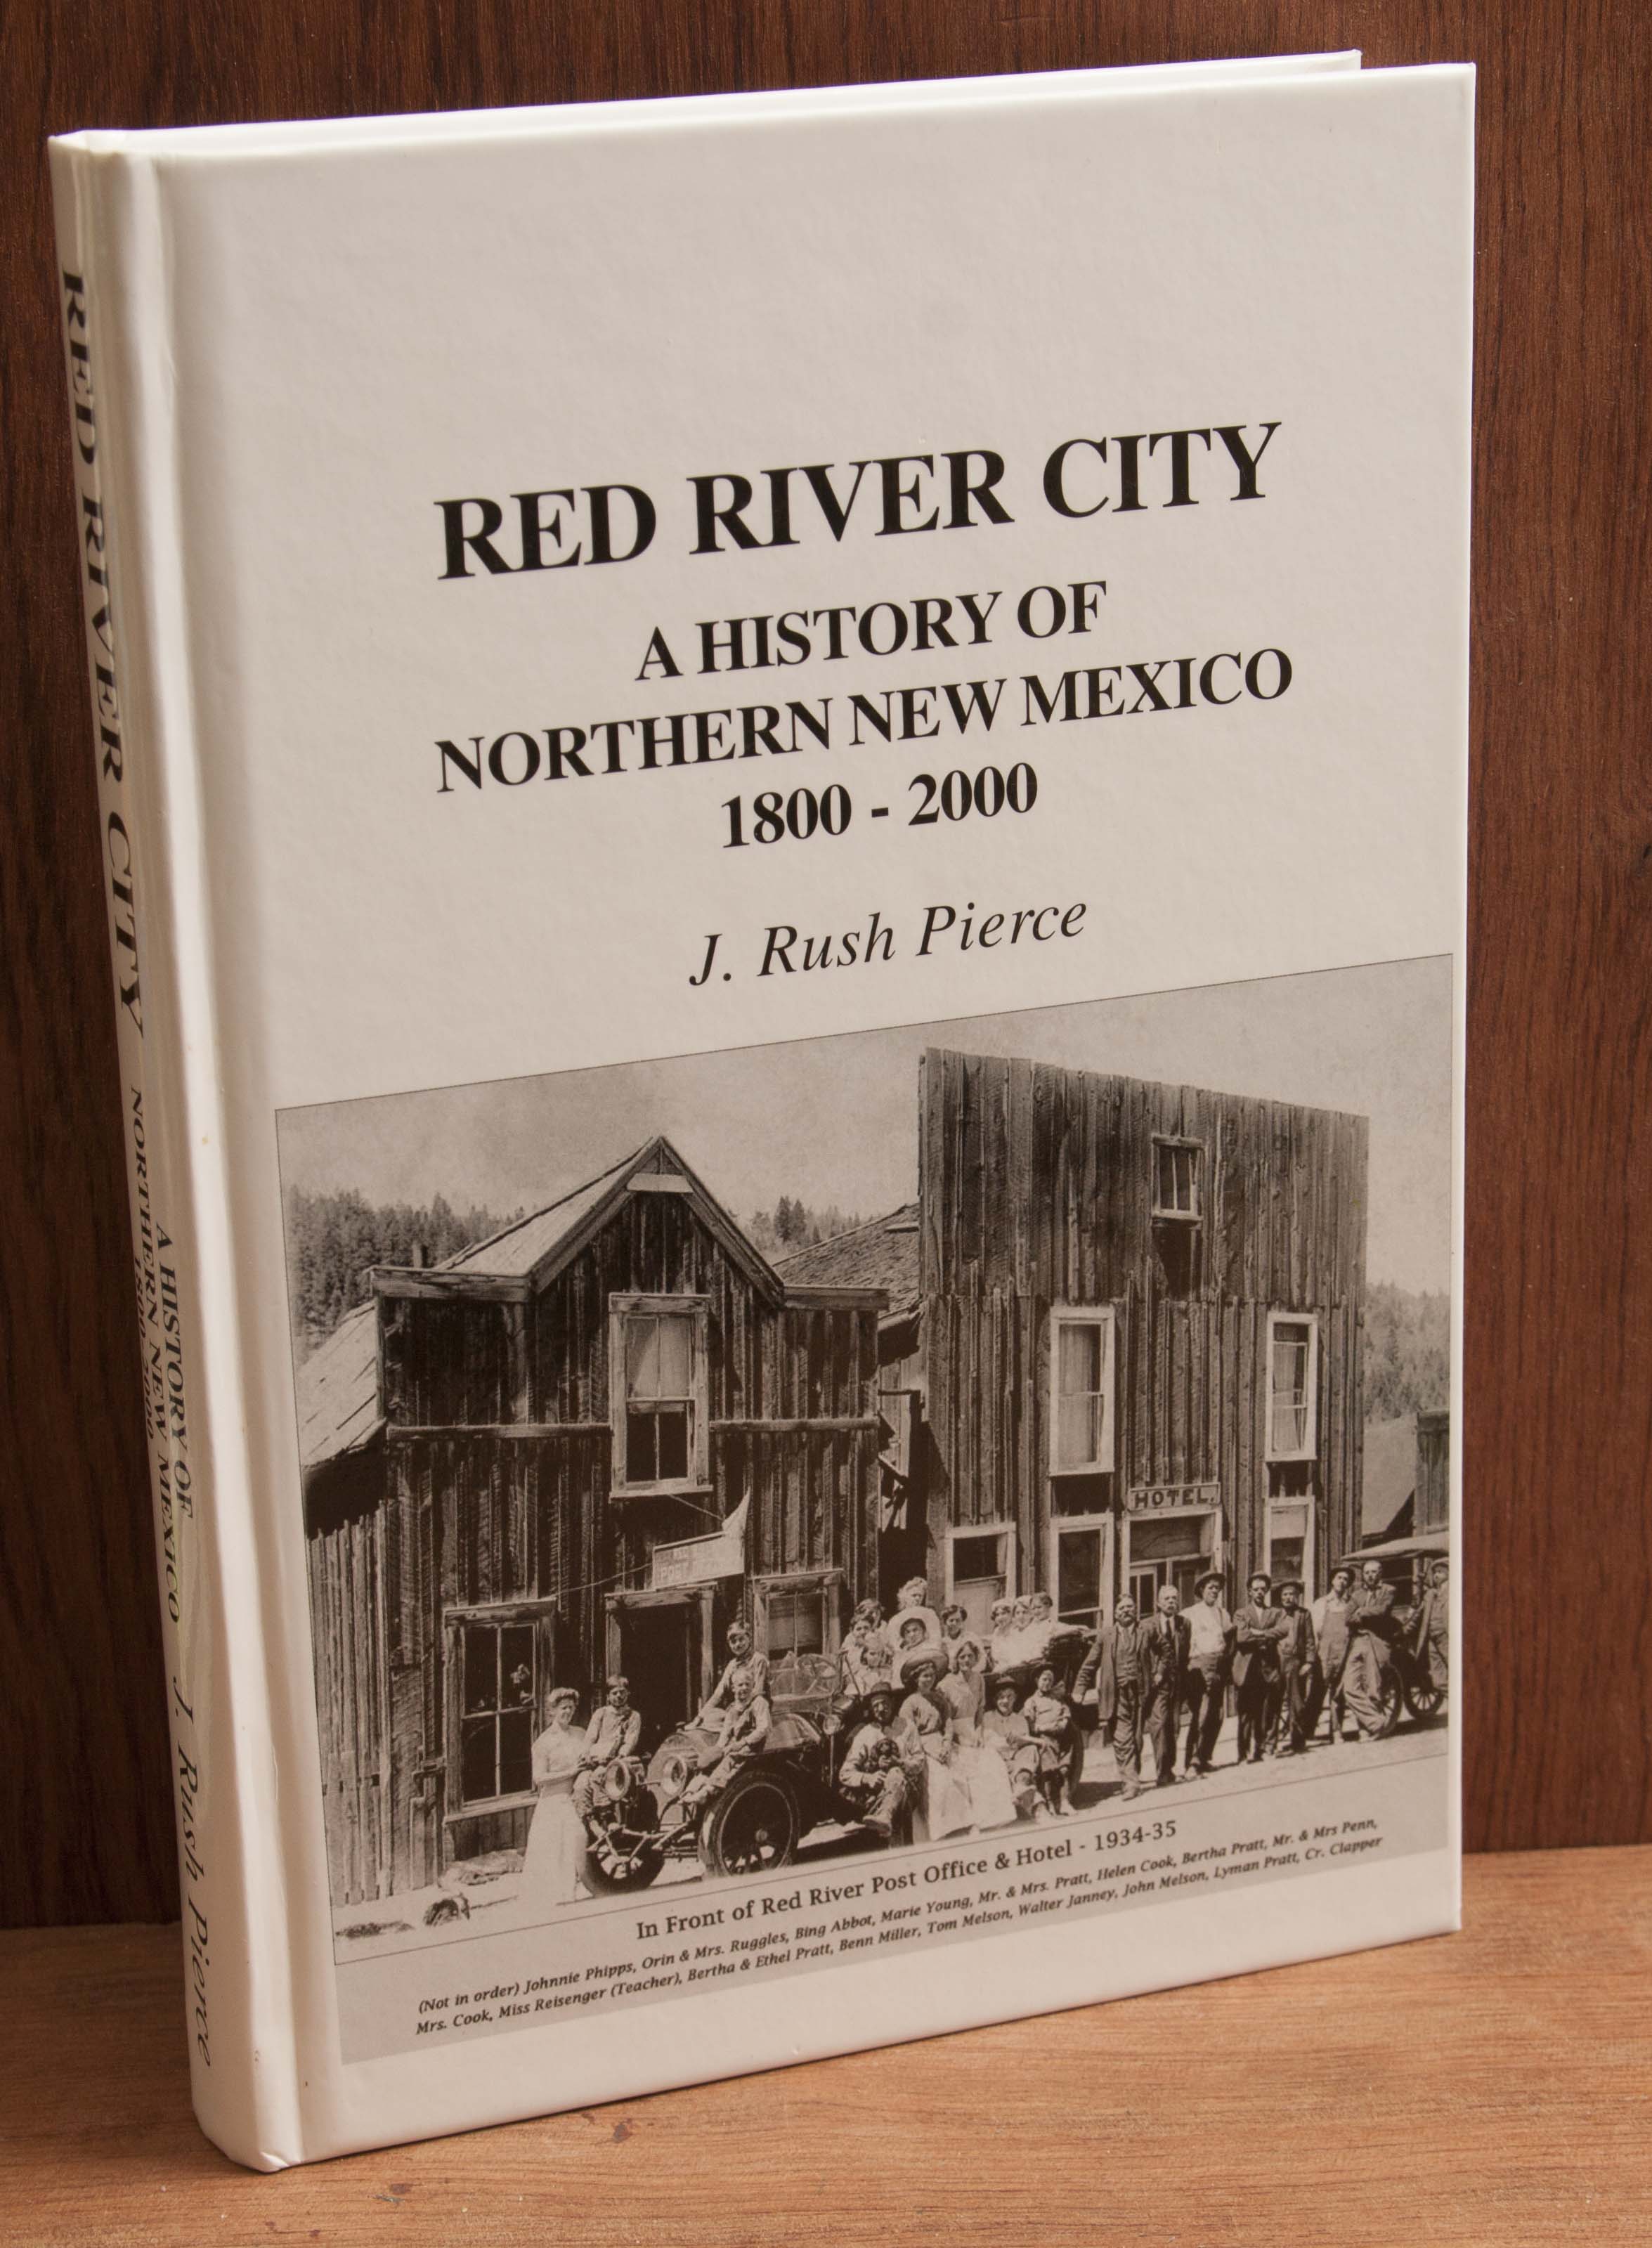 RED RIVER CITY
A HISTORY OF
NORTHERN NEW MEXICO
1800 - 2000
J. Rush Pierce
HOTEL.
POST
In Front of Red River Post Office & Hotel - 1934-35
(Not in order) Johnnie Phipps, Orin & Mrs. Ruggles, Bing Abbot, Marie Young, Mr. & Mrs. Pratt, Helen Cook, Bertha Pratt, Mr. & Mrs Penn,
Mrs. Cook, Miss Reisenger (Teacher), Bertha & Ethel Pratt, Benn Miller, Tom Melson, Walter Janney, John Melson, Lyman Pratt, Cr. Clapper
RED RIVER CITY
A HISTORY OF
NORTHERN NEW MEXICO
1800-2000
J. Rush Pierce